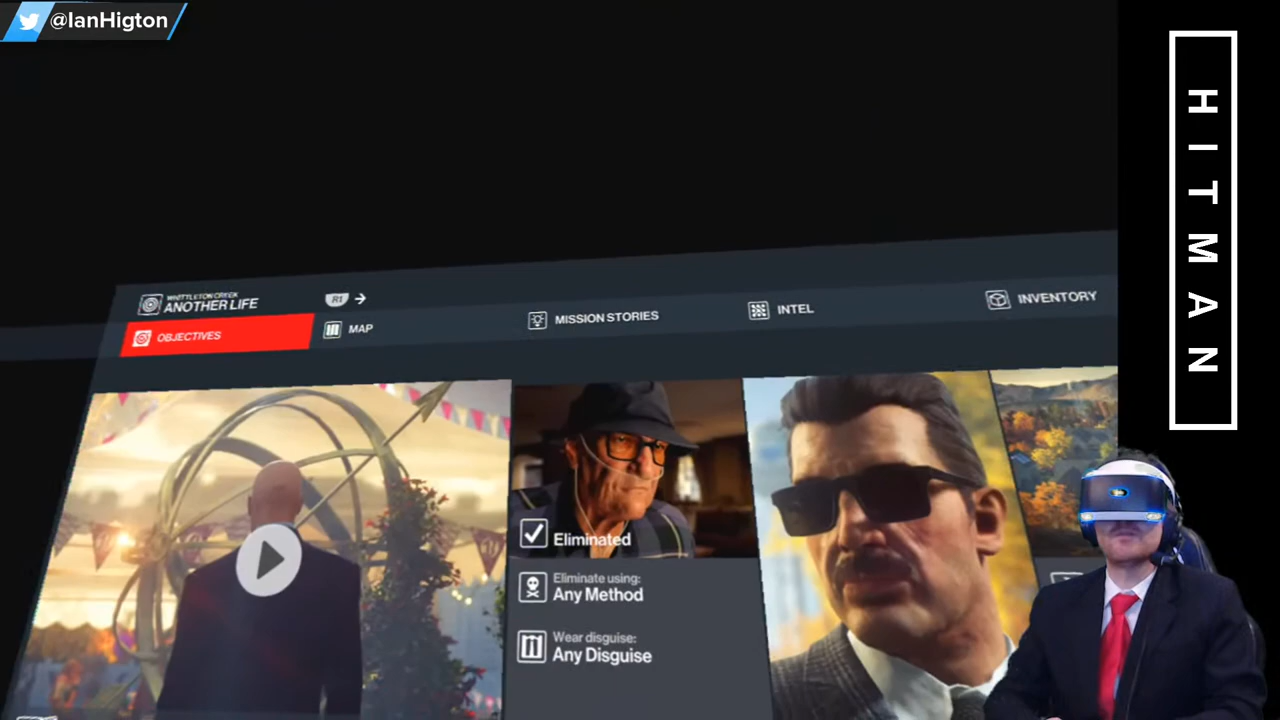 @IanHigton
HITMAN
WHITTLETON CREEK
ANOTHER LIFE
R1
OBJECTIVES
MAP
MISSION STORIES
INTEL
INVENTORY
Eliminated
Eliminate using:
Any Method
Wear disguise:
Any Disguise